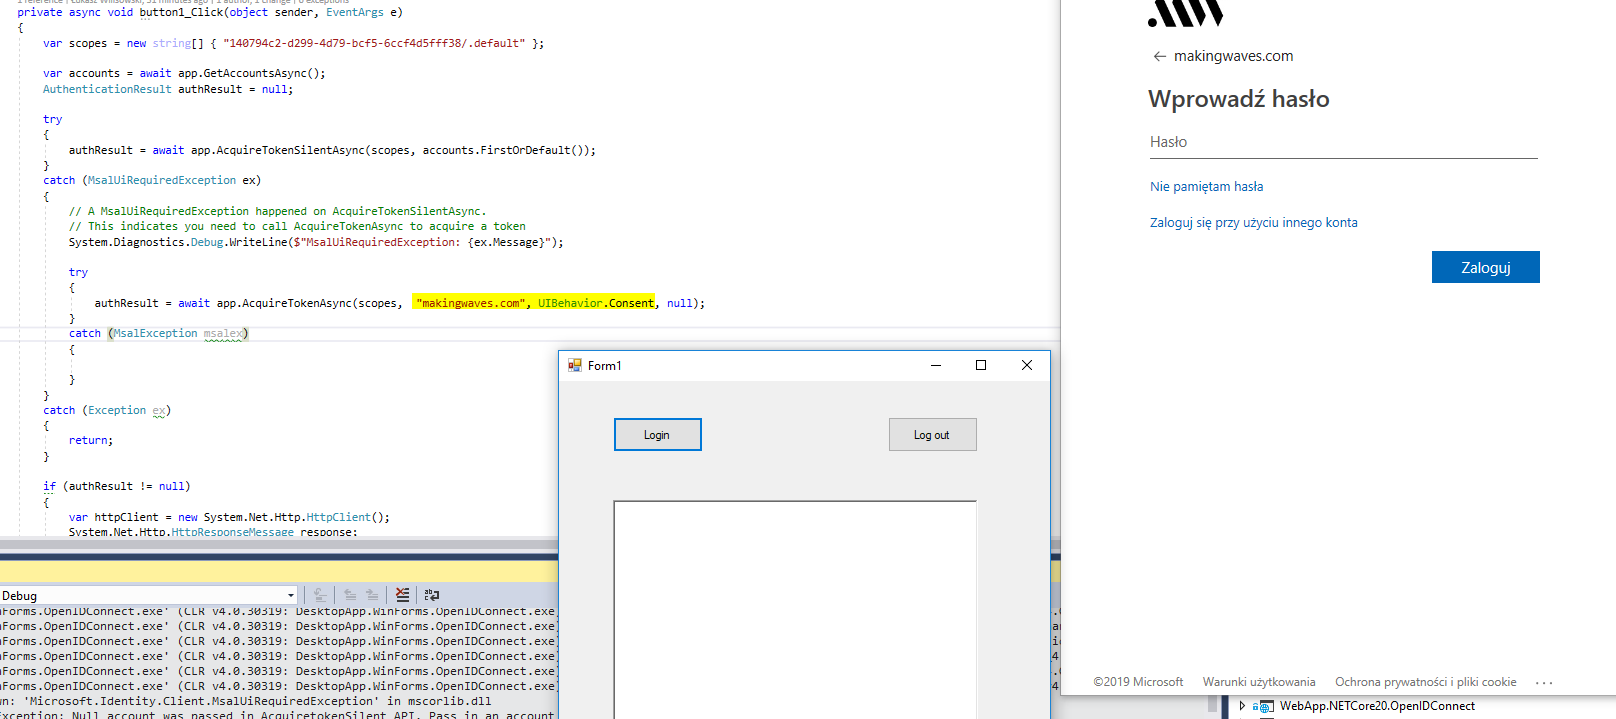 1 reference | Łukasz Wilisowski, 51 minutes ago | 1 author, 1 change | 0 exceptions
private async void button1_Click(object sender, EventArgs e)
{
var scopes = new string[] { "140794c2-d299-4d79-bcf5-6ccf4d5fff38/.default" };
var accounts = await app.GetAccountsAsync();
AuthenticationResult authResult = null;
try
{
authResult = await app.AcquireTokenSilentAsync(scopes, accounts.FirstOrDefault());
}
catch (MsalUiRequiredException ex)
{
// A MsalUiRequiredException happened on AcquireTokenSilentAsync.
// This indicates you need to call AcquireTokenAsync to acquire a token
System.Diagnostics.Debug.WriteLine($"MsalUiRequiredException: {ex.Message}");
try
{
authResult = await app.AcquireTokenAsync(scopes, "makingwaves.com", UIBehavior.Consent, null);
}
catch (MsalException msalex)
{
}
}
catch (Exception ex)
{
return;
}
if (authResult != null)
{
var httpClient = new System.Net.Http.HttpClient();
System.Net.Http.HttpResponseMessage response;
Debug
nForms.OpenIDConnect.exe' (CLR v4.0.30319: DesktopApp.WinForms.OpenIDConnect.exe)
nForms.OpenIDConnect.exe' (CLR v4.0.30319: DesktopApp.WinForms.OpenIDConnect.exe)
nForms.OpenIDConnect.exe' (CLR v4.0.30319: DesktopApp.WinForms.OpenIDConnect.exe)
nForms.OpenIDConnect.exe' (CLR v4.0.30319: DesktopApp.WinForms.OpenIDConnect.exe)
nForms.OpenIDConnect.exe' (CLR v4.0.30319: DesktopApp.WinForms.OpenIDConnect.exe)
nForms.OpenIDConnect.exe' (CLR v4.0.30319: DesktopApp.WinForms.OpenIDConnect.exe)
wn: 'Microsoft.Identity.Client.MsalUiRequiredException' in mscorlib.dll
Exception: Null account was passed in AcquiretokenSilent API. Pass in an account
Form1
Login
Log out
← makingwaves.com
Wprowadź hasło
Hasło
Nie pamiętam hasła
Zaloguj się przy użyciu innego konta
Zaloguj
©2019 Microsoft Warunki użytkowania Ochrona prywatności i pliki cookie ...
WebApp.NETCore20.OpenIDConnect